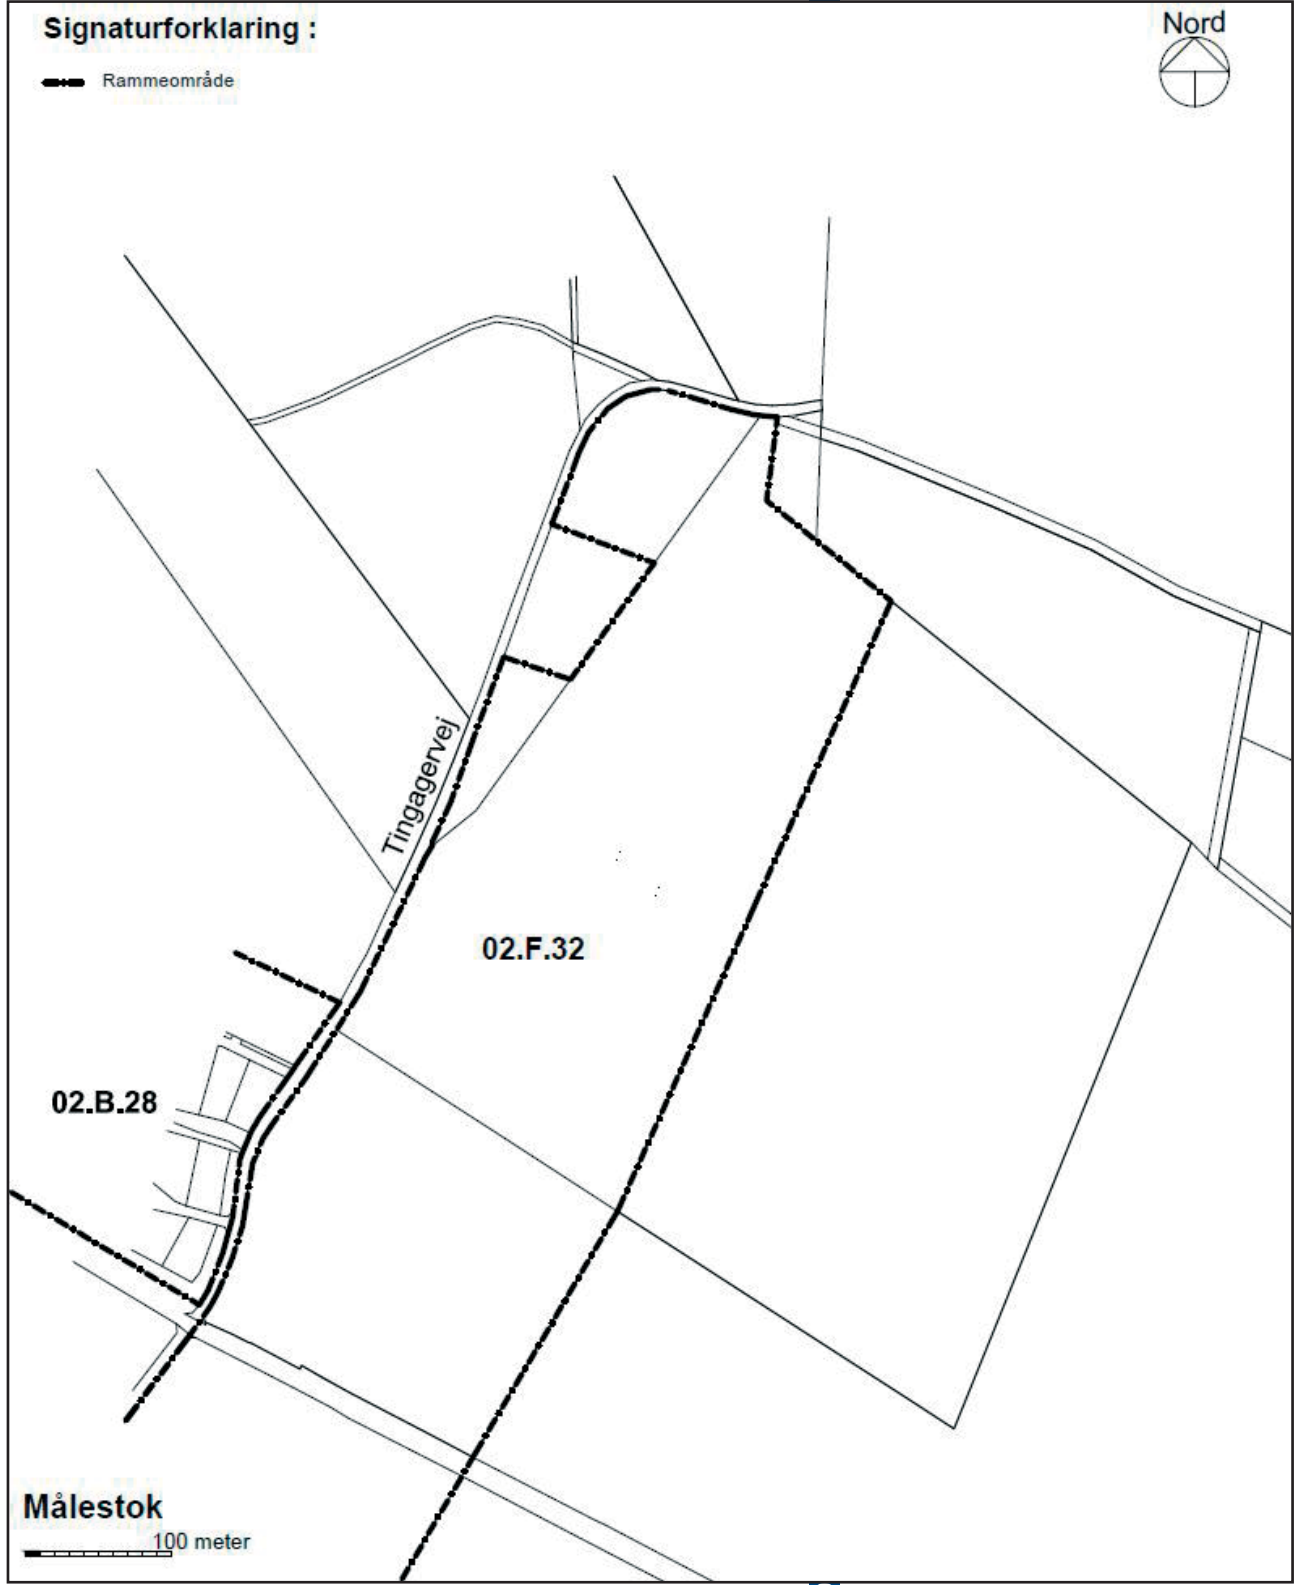 Signaturforklaring :
Rammeområde
Nord
Tingagervej
02.F.32
02.B.28
Målestok
100 meter